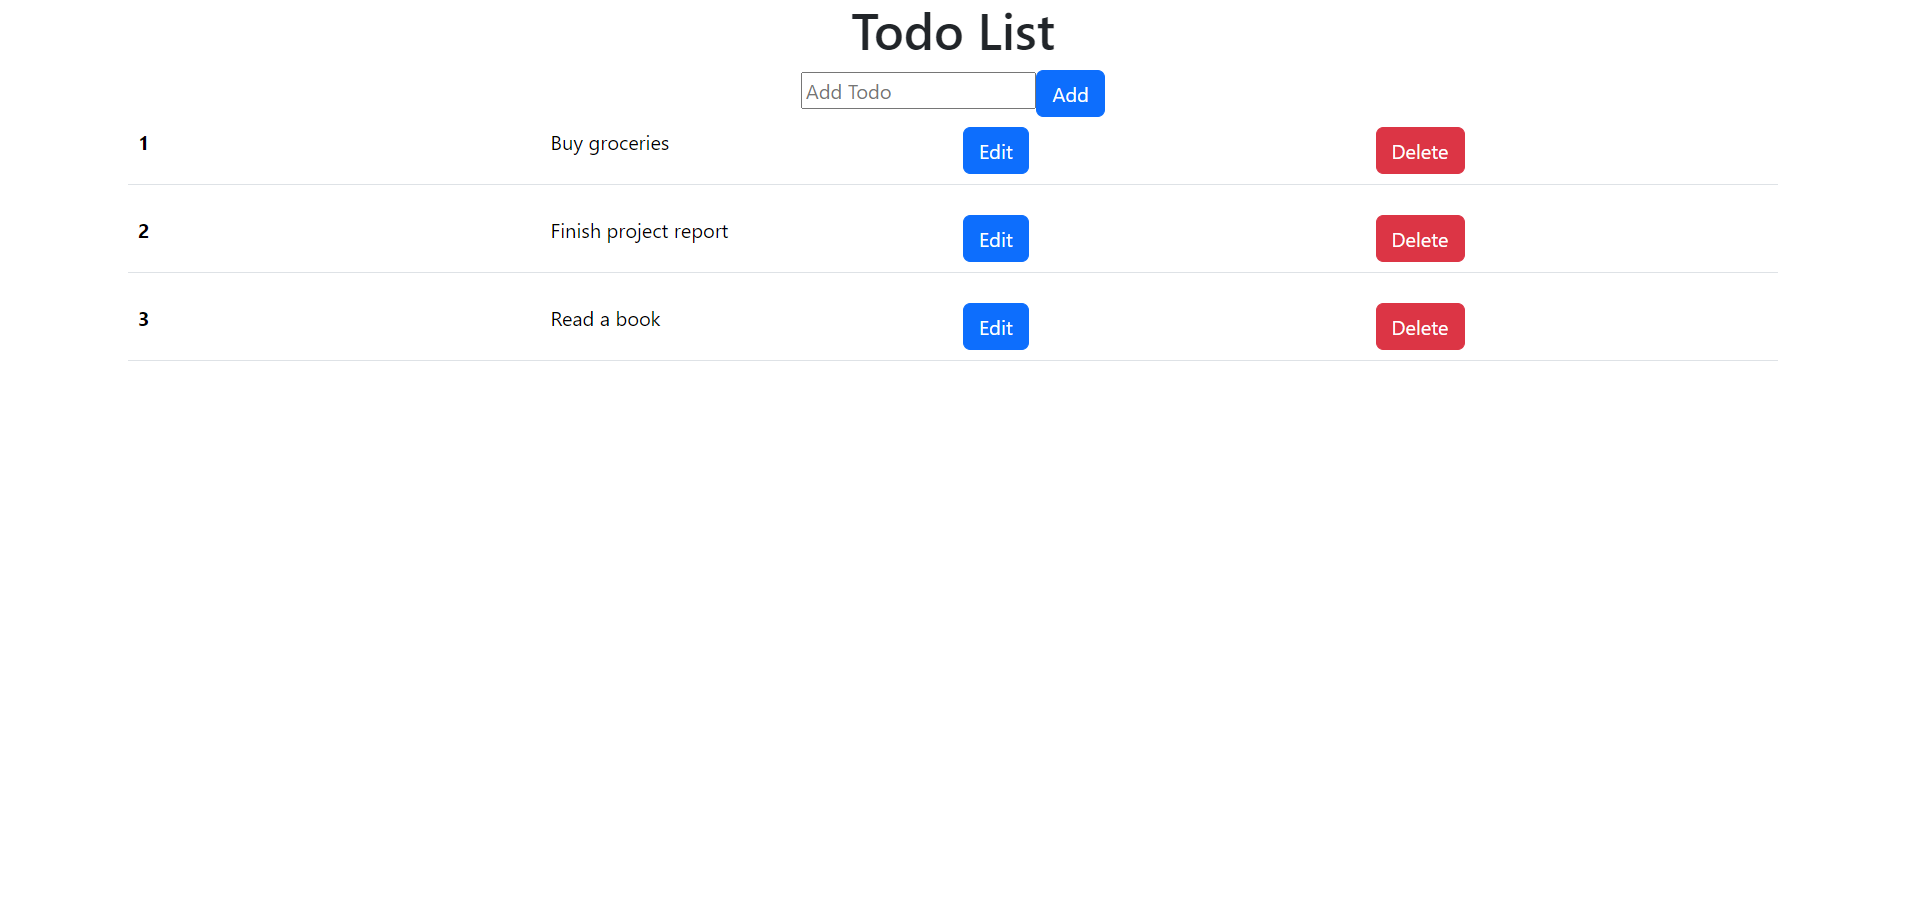 Todo List
Add Todo Add
1 Buy groceries Edit Delete
2 Finish project report Edit Delete
3 Read a book Edit Delete